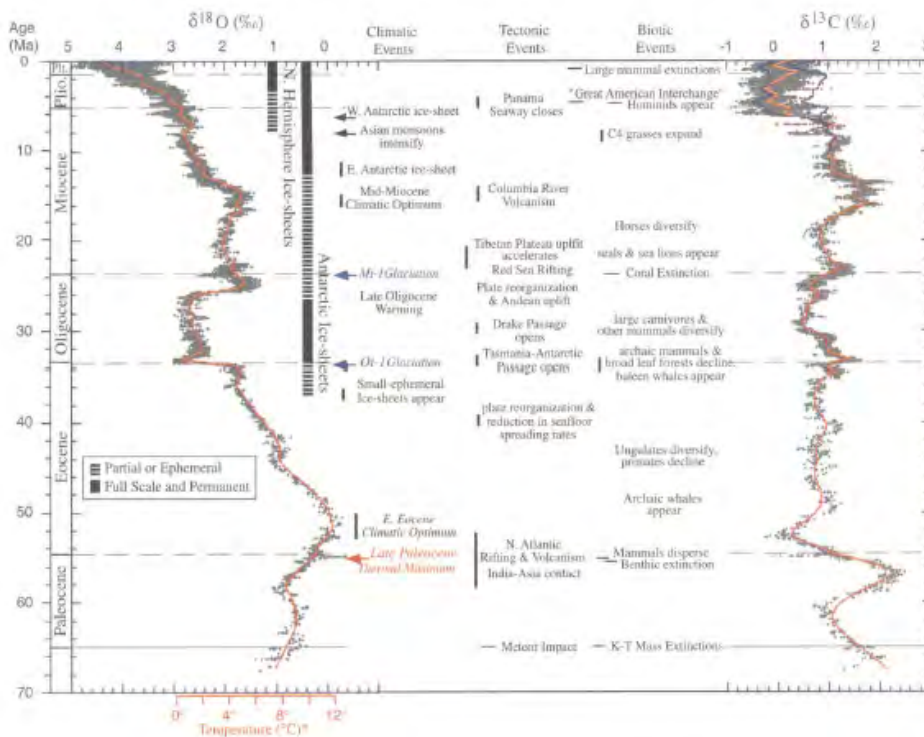 Age
(Ma)
δ18O (‰)
5 4 3 2 1 0
Climatic
Events
Tectonic
Events
Biotic
Events
δ13C (‰)
-1 0 1 2
0
10
20
30
40
50
60
70
Plt.
Plio.
Miocene
Oligocene
Eocene
Paleocene
N. Hemisphere Ice-sheets
Antarctic Ice-sheets
W. Antarctic ice-sheet
Asian monsoons
intensify
E. Antarctic ice-sheet
Mid-Miocene
Climatic Optimum
Mi-1Glaciation
Late Oligocene
Warming
Oi-1Glaciation
Small-ephemeral
Ice-sheets appear
E. Eocene
Climatic Optimum
Late Paleocene
Thermal Maximum
Panama
Seaway closes
Columbia River
Volcanism
Tibetan Plateau uplift
accelerates
Red Sea Rifting
Plate reorganization
& Andean uplift
Drake Passage
opens
Tasmania-Antarctic
Passage opens
plate reorganization &
reduction in seafloor
spreading rates
N. Atlantic
Rifting & Volcanism
India-Asia contact
Meteor Impact
Large mammal extinctions
"Great American Interchange"
Hominids appear
C4 grasses expand
Horses diversify
seals & sea lions appear
Coral Extinction
large carnivores &
other mammals diversify
archaic mammals &
broad leaf forests decline,
baleen whales appear
Ungulates diversify,
primates decline
Archaic whales
appear
Mammals disperse
Benthic extinction
K-T Mass Extinctions
Partial or Ephemeral
Full Scale and Permanent
0° 4° 8° 12°
Temperature (°C)*